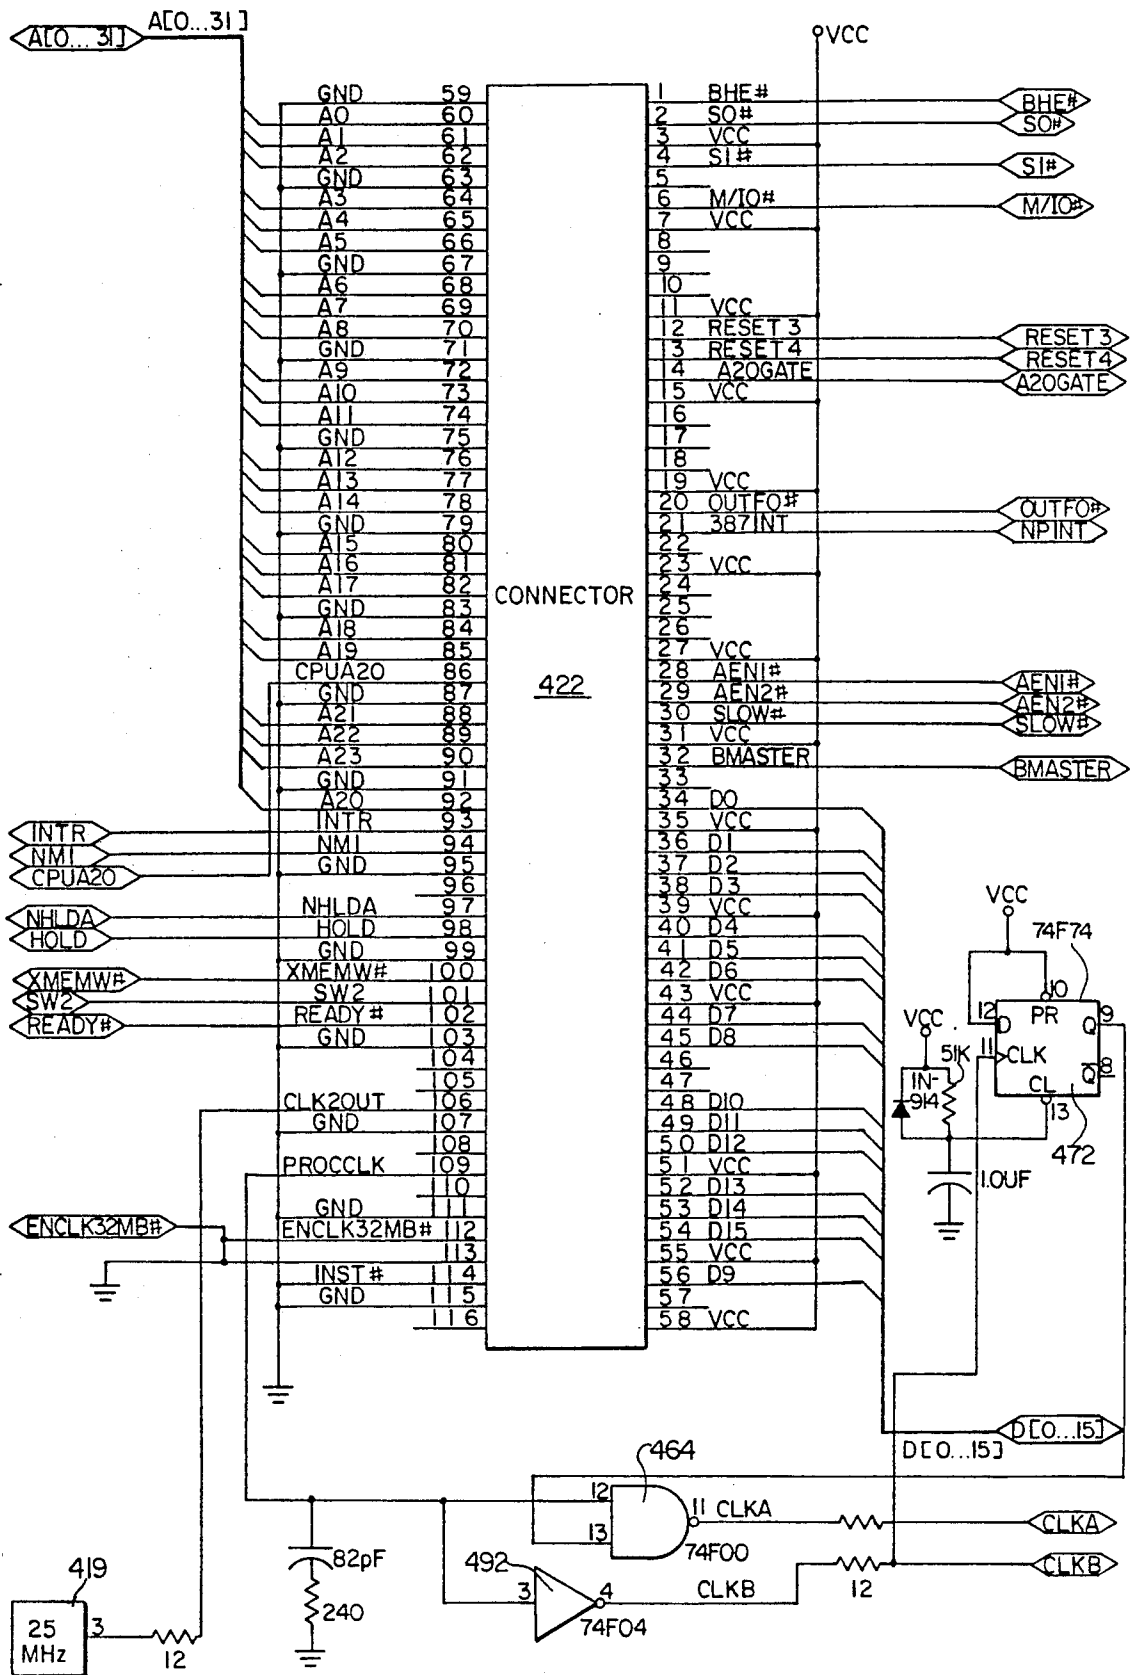 A[0...31]
A[0...31]
VCC
GND 59
A0 60
A1 61
A2 62
GND 63
A3 64
A4 65
A5 66
GND 67
A6 68
A7 69
A8 70
GND 71
A9 72
A10 73
A11 74
GND 75
A12 76
A13 77
A14 78
GND 79
A15 80
A16 81
A17 82
GND 83
A18 84
A19 85
CPUA20 86
GND 87
A21 88
A22 89
A23 90
GND 91
A20 92
INTR INTR 93
NMI NMI 94
CPUA20 GND 95
96
NHLDA NHLDA 97
HOLD HOLD 98
GND 99
XMEMW# XMEMW# 100
SW2 SW2 101
READY# READY# 102
GND 103
104
105
CLK2OUT 106
GND 107
108
PROCCLK 109
110
GND 111
ENCLK32MB# ENCLK32MB# 112
113
INST# 114
GND 115
116
CONNECTOR
422
1 BHE# BHE#
2 S0# S0#
3 VCC
4 S1# S1#
5
6 M/IO# M/IO#
7 VCC
8
9
10
11 VCC
12 RESET 3 RESET 3
13 RESET 4 RESET4
14 A20GATE A20GATE
15 VCC
16
17
18
19 VCC
20 OUTF0# OUTF0#
21 387INT NPINT
22
23 VCC
24
25
26
27 VCC
28 AEN1# AEN1#
29 AEN2# AEN2#
30 SLOW# SLOW#
31 VCC
32 BMASTER BMASTER
33
34 D0
35 VCC
36 D1
37 D2
38 D3
39 VCC
40 D4
41 D5
42 D6
43 VCC
44 D7
45 D8
46
47
48 D10
49 D11
50 D12
51 VCC
52 D13
53 D14
54 D15
55 VCC
56 D9
57
58 VCC
VCC
74F74
10
12 D PR Q 9
11 CLK
Q 8
CL
13
472
VCC
51K
1N-
914
1.0UF
D[0...15]
D[0...15]
464
12
13
11 CLKA
74F00
CLKA
82pF
240
492
3
4
74F04
CLKB
12
CLKB
419
25
MHz
3
12